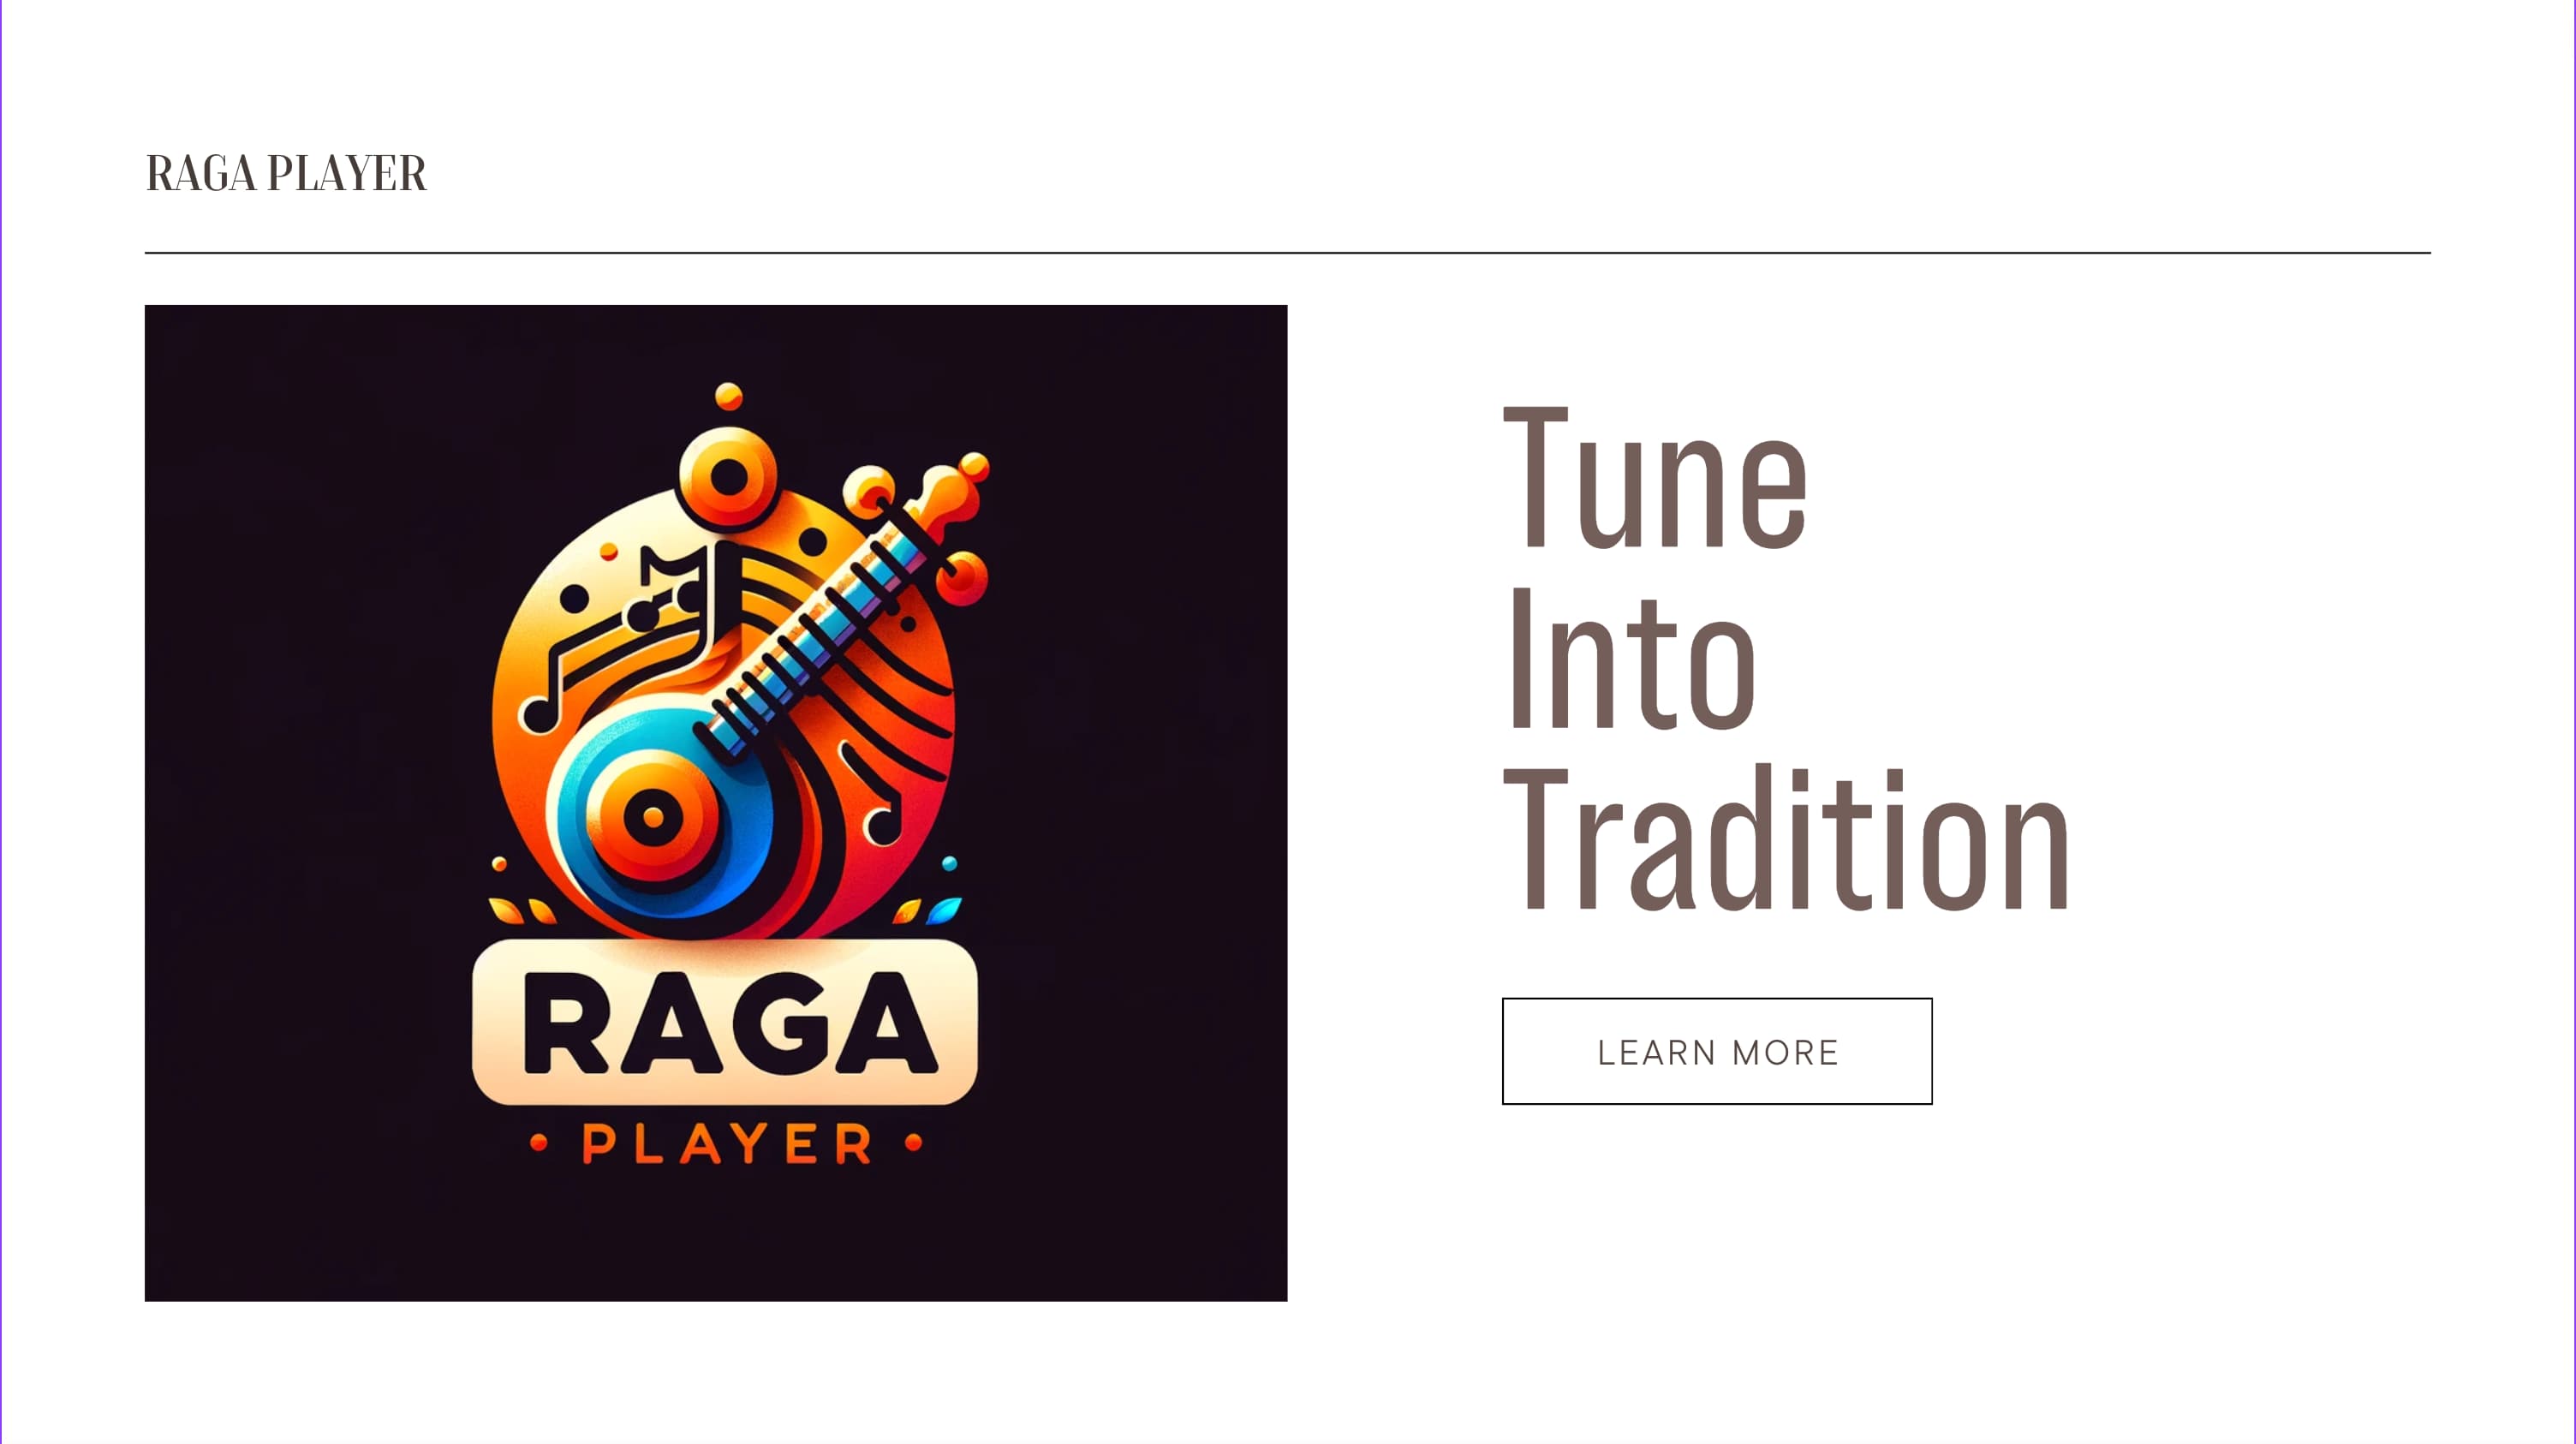 RAGA PLAYER
RAGA
• PLAYER •
Tune
Into
Tradition
LEARN MORE